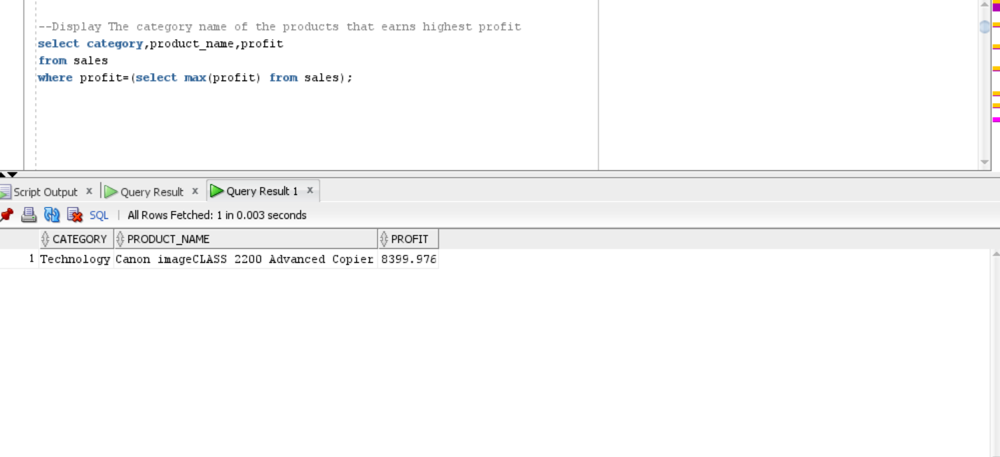 --Display The category name of the products that earns highest profit
select category,product_name,profit
from sales
where profit=(select max(profit) from sales);
Script Output x Query Result x Query Result 1 x
SQL | All Rows Fetched: 1 in 0.003 seconds
CATEGORY PRODUCT_NAME PROFIT
1 Technology Canon imageCLASS 2200 Advanced Copier 8399.976